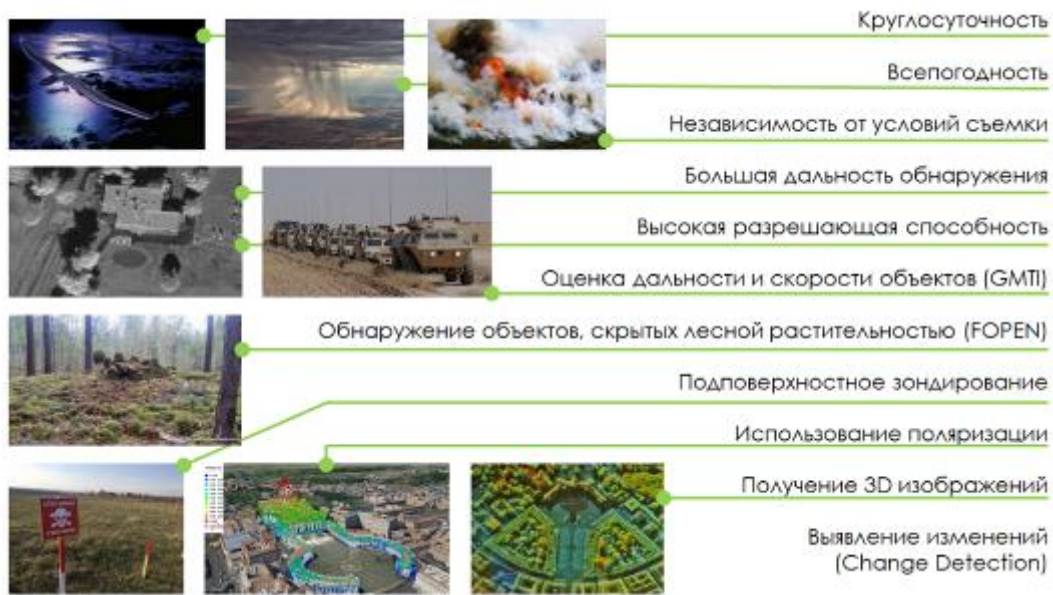 Круглосуточность
Всепогодность
Независимость от условий съемки
Большая дальность обнаружения
Высокая разрешающая способность
Оценка дальности и скорости объектов (GMTI)
Обнаружение объектов, скрытых лесной растительностью (FOPEN)
Подповерхностное зондирование
Использование поляризации
Получение 3D изображений
Выявление изменений
(Change Detection)